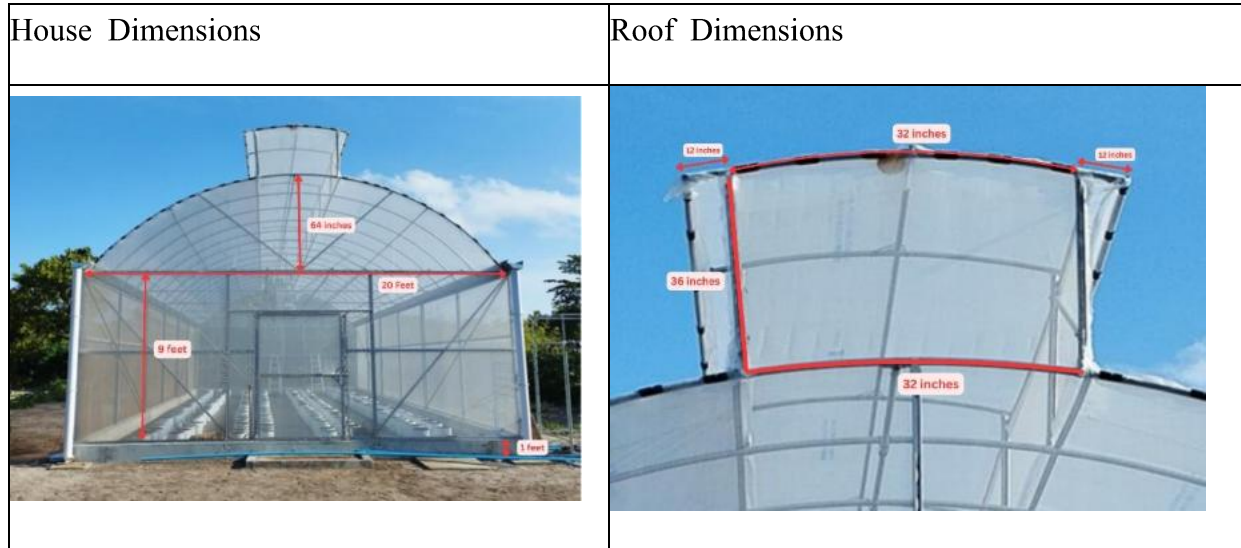 House Dimensions
Roof Dimensions
64 inches
20 Feet
9 feet
1 feet
32 inches
12 inches
12 inches
36 inches
32 inches